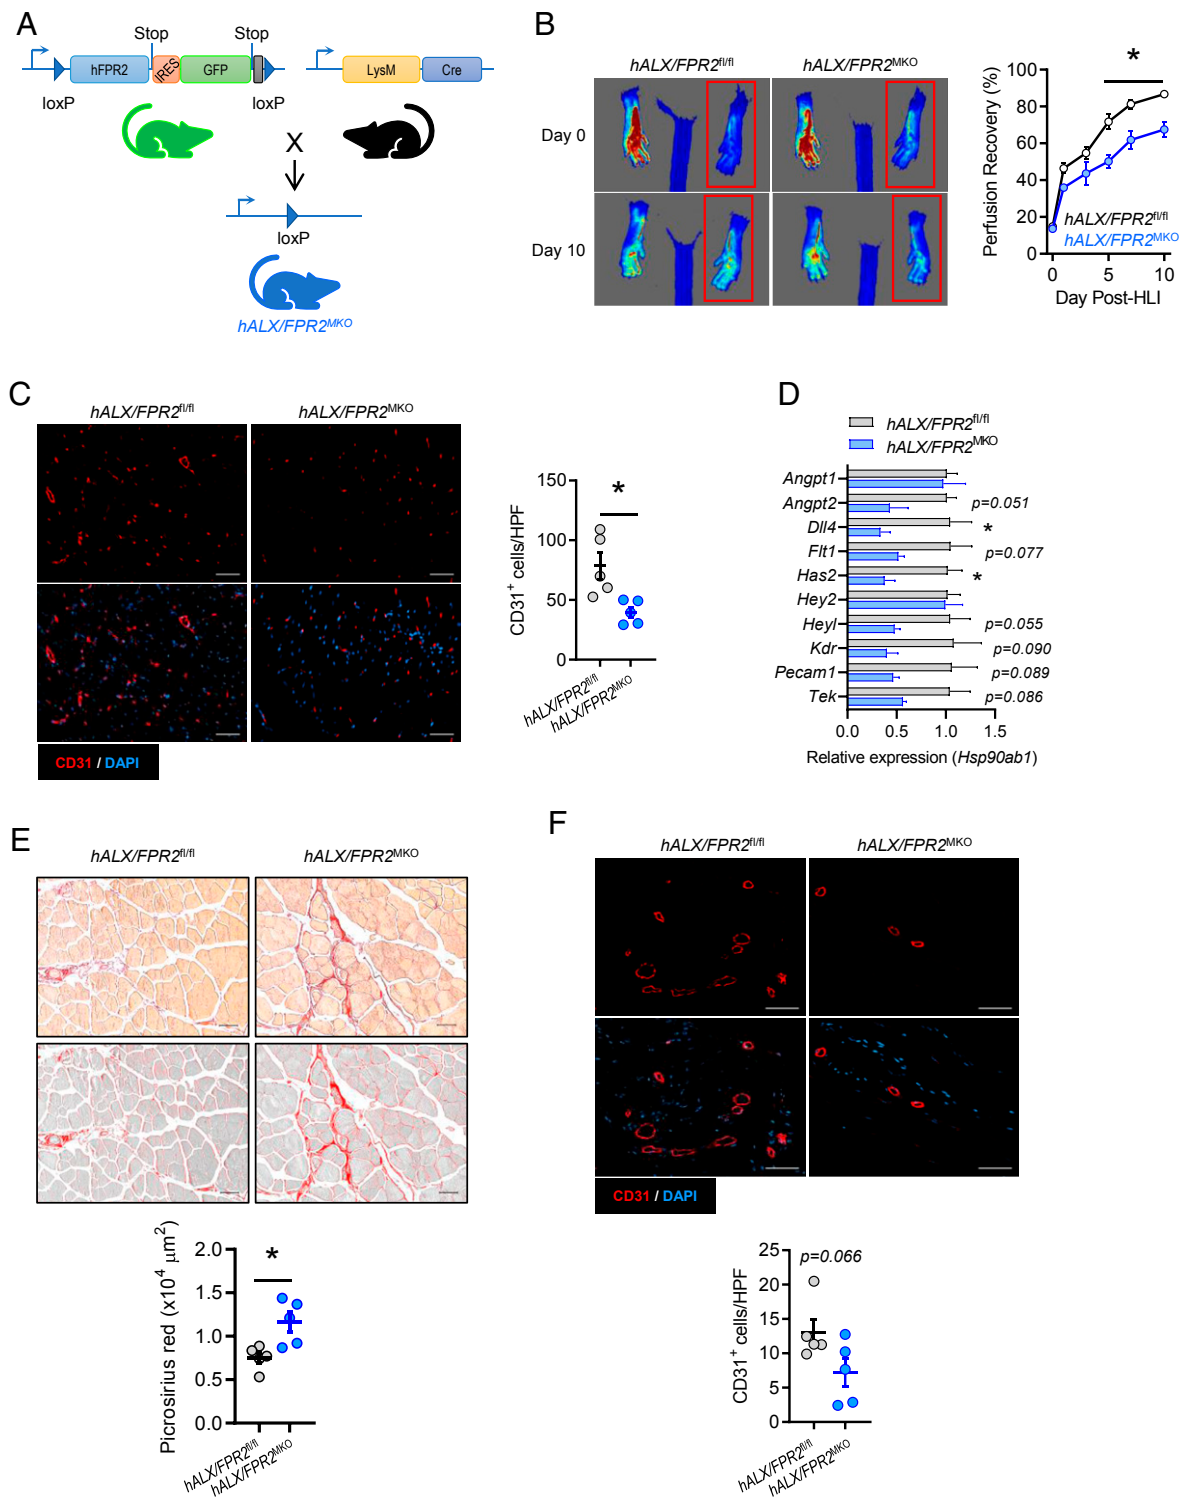 A
Stop Stop
hFPR2 IRES GFP LysM Cre
loxP loxP
X
loxP
hALX/FPR2MKO
B
hALX/FPR2fl/fl hALX/FPR2MKO
Day 0
Day 10
*
Perfusion Recovery (%)
100
80
60
40
20
0
hALX/FPR2fl/fl
hALX/FPR2MKO
0 5 10
Day Post-HLI
C
hALX/FPR2fl/fl hALX/FPR2MKO
CD31 / DAPI
CD31+ cells/HPF
150
100
50
0
*
hALX/FPR2fl/fl
hALX/FPR2MKO
D
hALX/FPR2fl/fl
hALX/FPR2MKO
Angpt1
Angpt2 p=0.051
Dll4 *
Flt1 p=0.077
Has2 *
Hey2
Heyl p=0.055
Kdr p=0.090
Pecam1 p=0.089
Tek p=0.086
0.0 0.5 1.0 1.5
Relative expression (Hsp90ab1)
E
hALX/FPR2fl/fl hALX/FPR2MKO
Picrosirius red (x10⁴ µm²)
2.0
1.5
1.0
0.5
0.0
*
hALX/FPR2fl/fl
hALX/FPR2MKO
F
hALX/FPR2fl/fl hALX/FPR2MKO
CD31 / DAPI
CD31+ cells/HPF
25
20
15
10
5
0
p=0.066
hALX/FPR2fl/fl
hALX/FPR2MKO